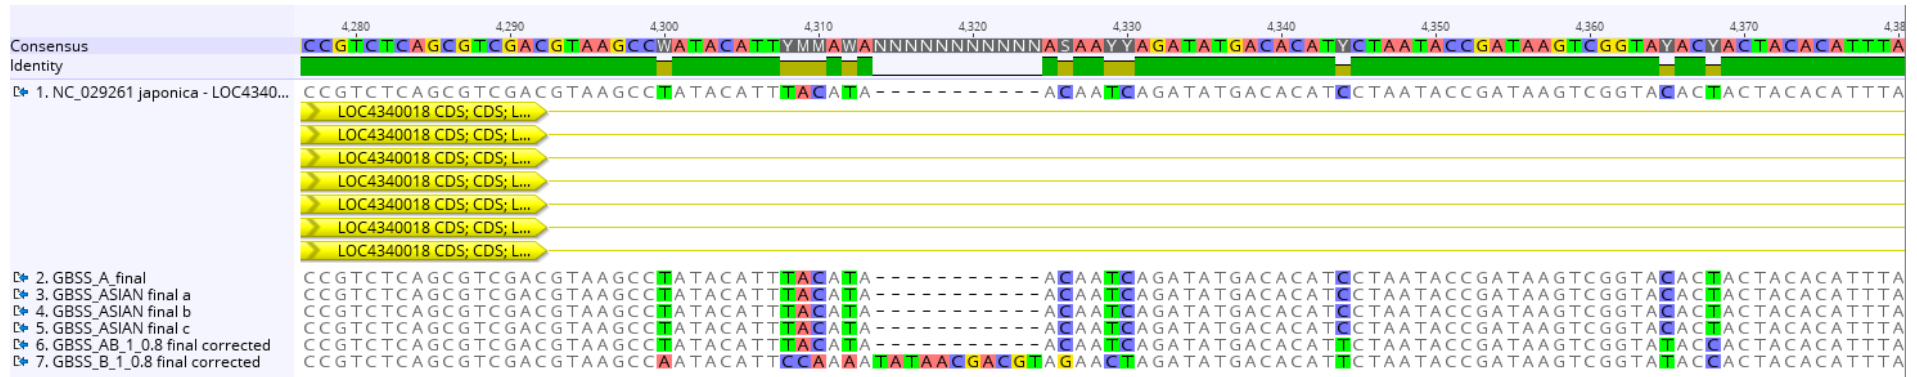 4,280 4,290 4,300 4,310 4,320 4,330 4,340 4,350 4,360 4,370 4,38
Consensus CCGTCTCAGCGTCGACGTAAGCCWATACATTYMMAWANNNNNNNNNNNASAAYYAGATATGACACATYCTAATACCGATAAGTCGGTAYACYACTACACATTTA
Identity
1. NC_029261 japonica - LOC4340... CCGTCTCAGCGTCGACGTAAGCCTATACATTTACATA-----------ACAATCAGATATGACACATCCTAATACCGATAAGTCGGTACACTACTACACATTTA
LOC4340018 CDS; CDS; L...
LOC4340018 CDS; CDS; L...
LOC4340018 CDS; CDS; L...
LOC4340018 CDS; CDS; L...
LOC4340018 CDS; CDS; L...
LOC4340018 CDS; CDS; L...
LOC4340018 CDS; CDS; L...
2. GBSS_A_final CCGTCTCAGCGTCGACGTAAGCCTATACATTTACATA-----------ACAATCAGATATGACACATCCTAATACCGATAAGTCGGTACACTACTACACATTTA
3. GBSS_ASIAN final a CCGTCTCAGCGTCGACGTAAGCCTATACATTTACATA-----------ACAATCAGATATGACACATCCTAATACCGATAAGTCGGTACACTACTACACATTTA
4. GBSS_ASIAN final b CCGTCTCAGCGTCGACGTAAGCCTATACATTTACATA-----------ACAATCAGATATGACACATCCTAATACCGATAAGTCGGTACACTACTACACATTTA
5. GBSS_ASIAN final c CCGTCTCAGCGTCGACGTAAGCCTATACATTTACATA-----------ACAATCAGATATGACACATCCTAATACCGATAAGTCGGTACACTACTACACATTTA
6. GBSS_AB_1_0.8 final corrected CCGTCTCAGCGTCGACGTAAGCCTATACATTTACATA-----------ACAATCAGATATGACACATTCTAATACCGATAAGTCGGTATACCACTACACATTTA
7. GBSS_B_1_0.8 final corrected CCGTCTCAGCGTCGACGTAAGCCAATACATTCCAAAATATAACGACGTAGAACTAGATATGACACATTCTAATACCGATAAGTCGGTATACCACTACACATTTA